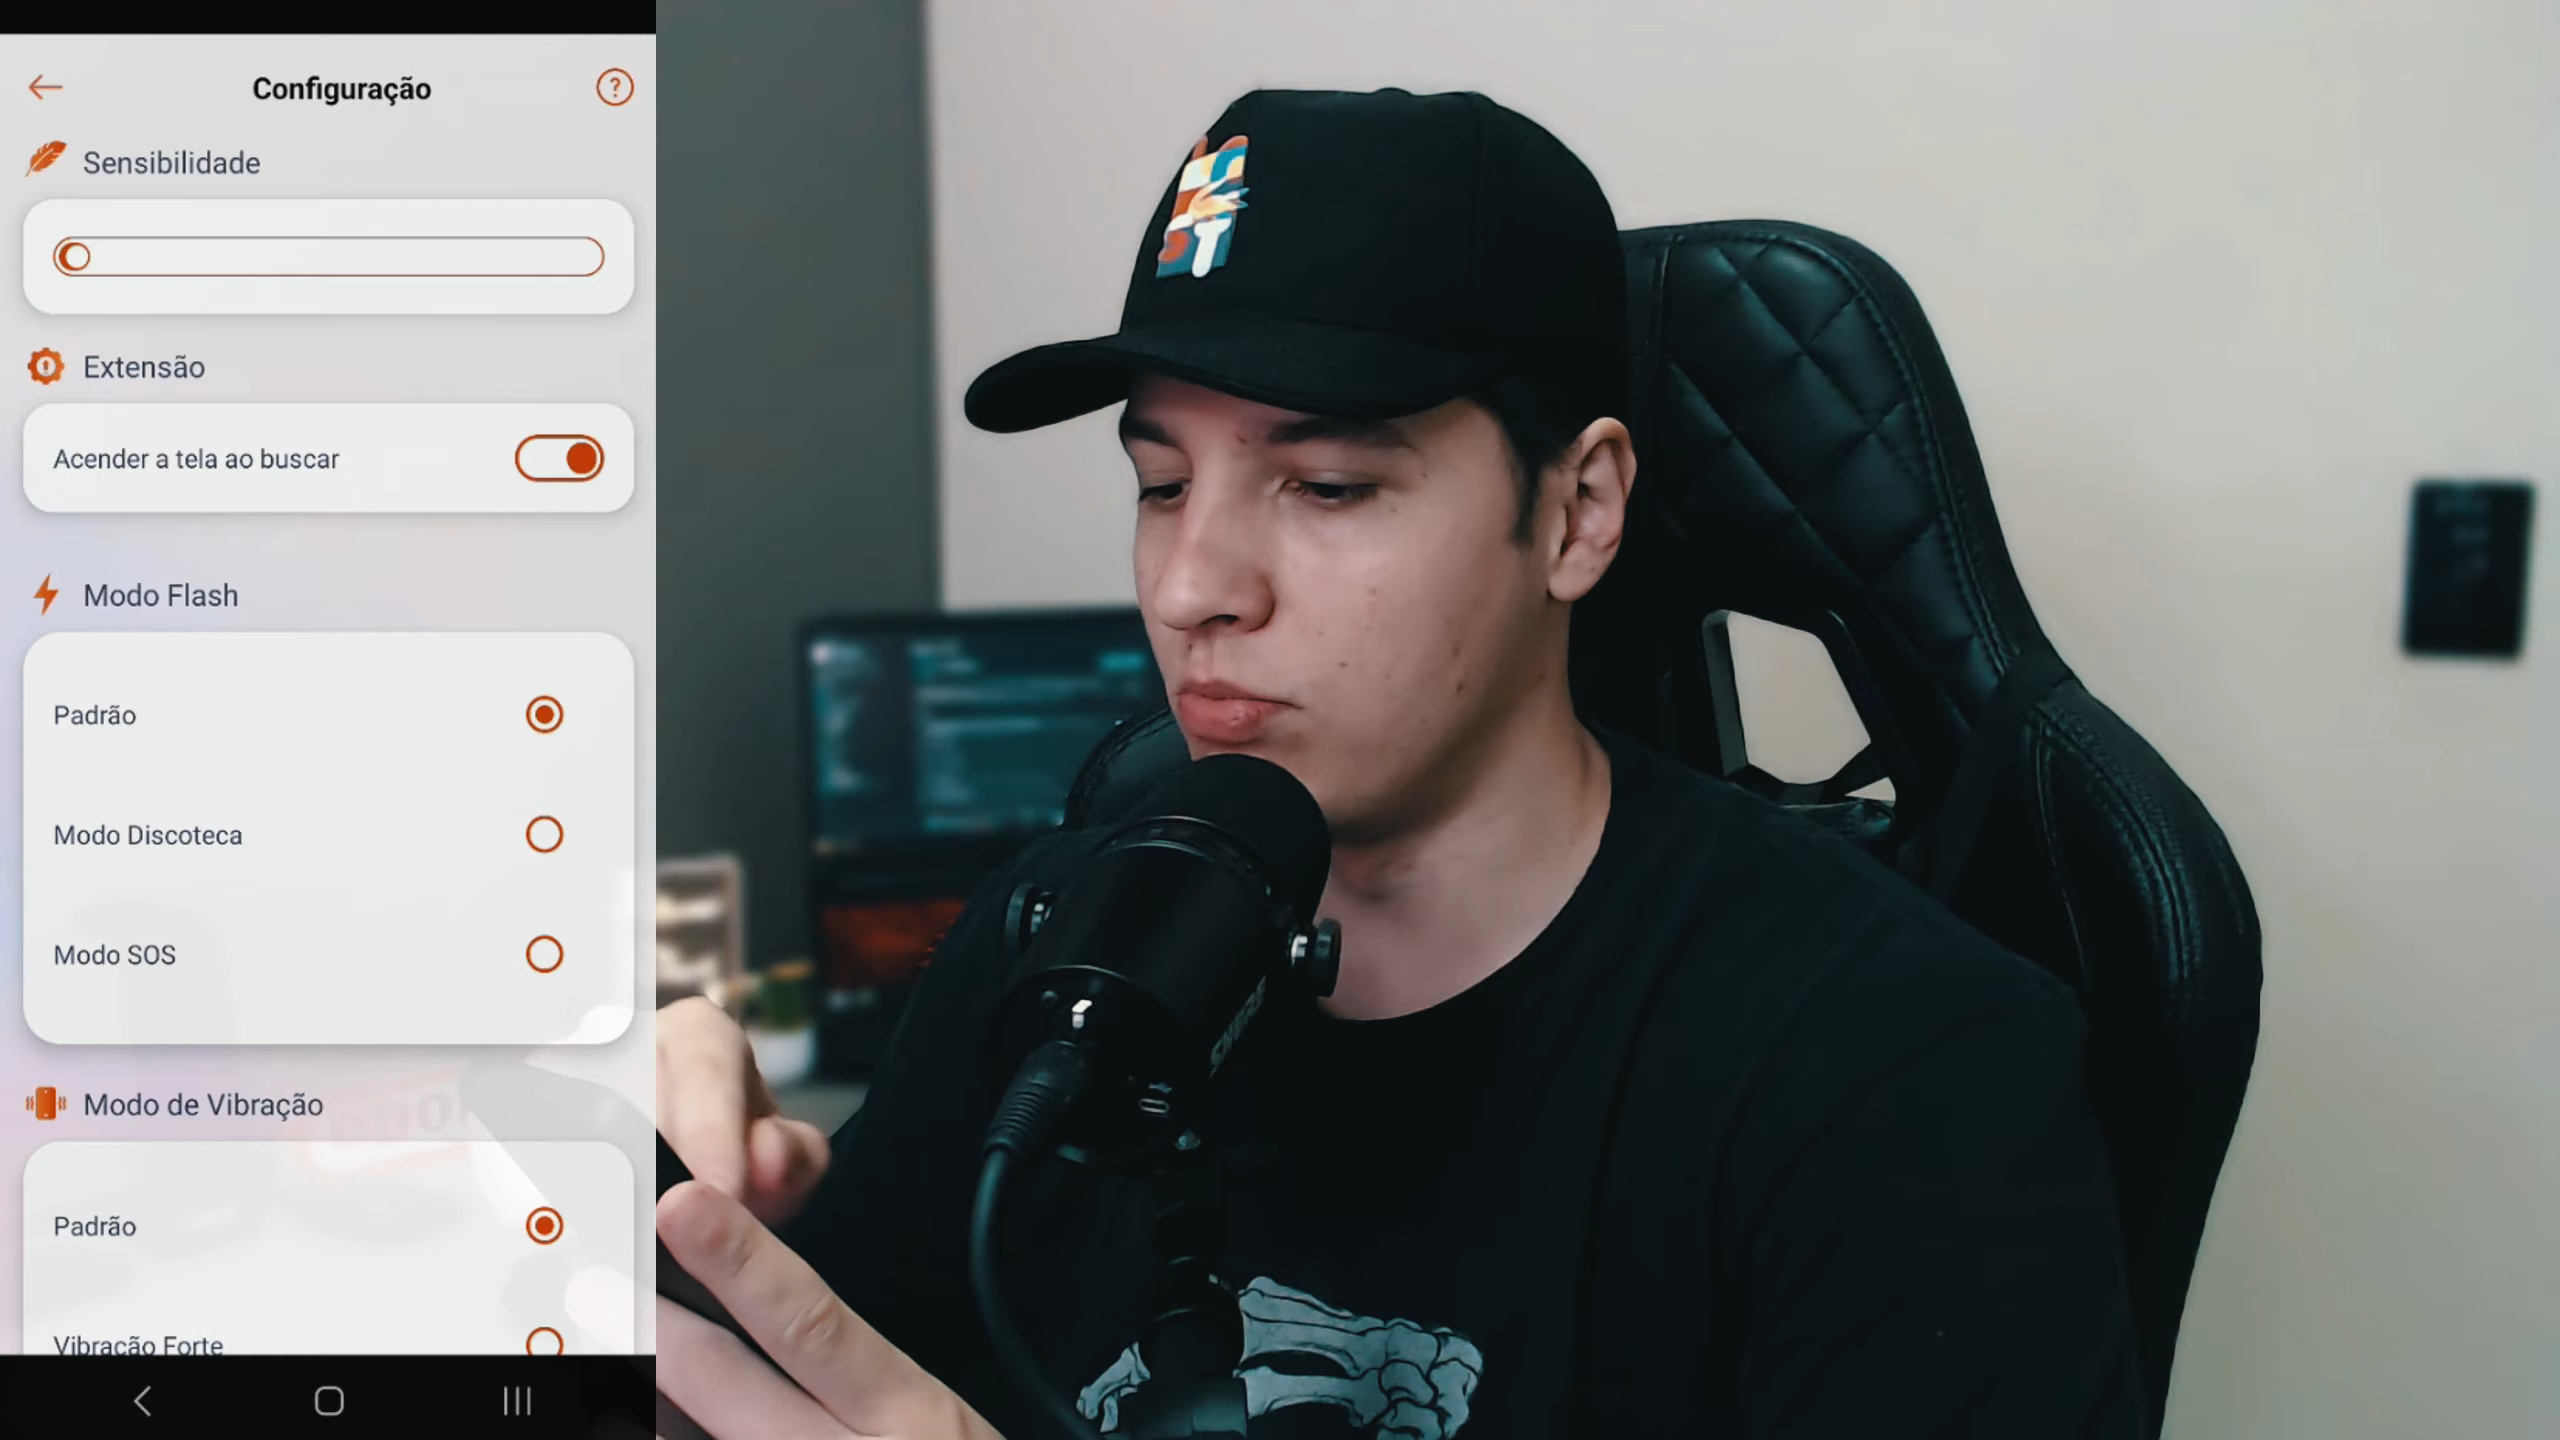 Configuração
?
Sensibilidade
Extensão
Acender a tela ao buscar
Modo Flash
Padrão
Modo Discoteca
Modo SOS
Modo de Vibração
Padrão
Vibração Forte